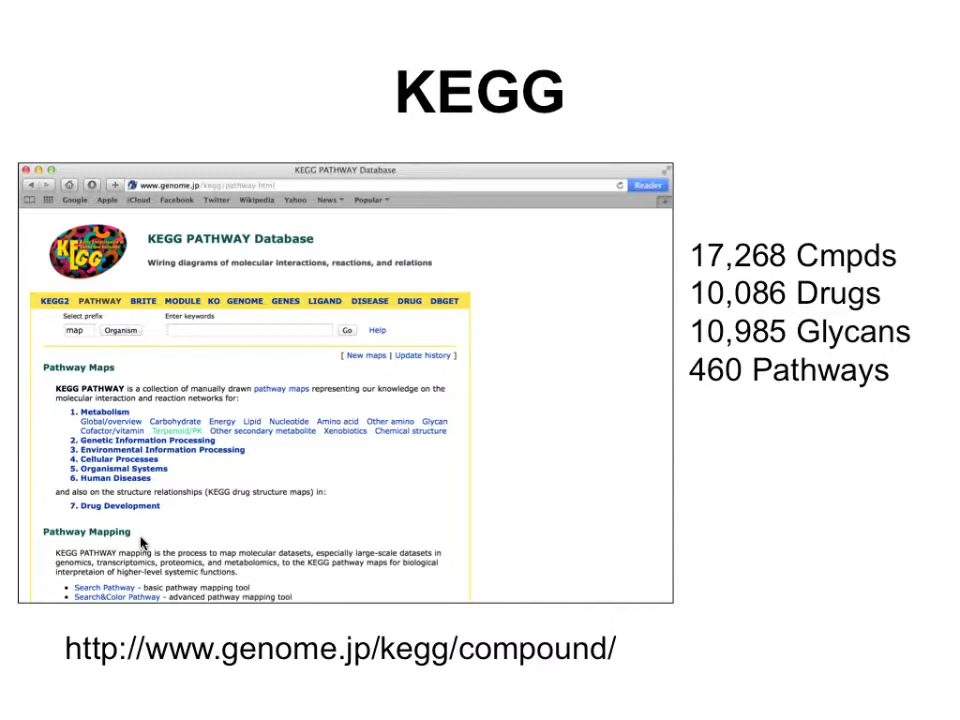 KEGG
KEGG PATHWAY Database
www.genome.jp/kegg/pathway.html
Reader
Google Apple iCloud Facebook Twitter Wikipedia Yahoo News Popular
KEGG
KEGG PATHWAY Database
Wiring diagrams of molecular interactions, reactions, and relations
KEGG2 PATHWAY BRITE MODULE KO GENOME GENES LIGAND DISEASE DRUG DBGET
Select prefix Enter keywords
map Organism Go Help
[ New maps | Update history ]
Pathway Maps
KEGG PATHWAY is a collection of manually drawn pathway maps representing our knowledge on the
molecular interaction and reaction networks for:
1. Metabolism
Global/overview Carbohydrate Energy Lipid Nucleotide Amino acid Other amino Glycan
Cofactor/vitamin Terpenoid/PK Other secondary metabolite Xenobiotics Chemical structure
2. Genetic Information Processing
3. Environmental Information Processing
4. Cellular Processes
5. Organismal Systems
6. Human Diseases
and also on the structure relationships (KEGG drug structure maps) in:
7. Drug Development
Pathway Mapping
KEGG PATHWAY mapping is the process to map molecular datasets, especially large-scale datasets in
genomics, transcriptomics, proteomics, and metabolomics, to the KEGG pathway maps for biological
interpretaion of higher-level systemic functions.
• Search Pathway - basic pathway mapping tool
• Search&Color Pathway - advanced pathway mapping tool
17,268 Cmpds
10,086 Drugs
10,985 Glycans
460 Pathways
http://www.genome.jp/kegg/compound/